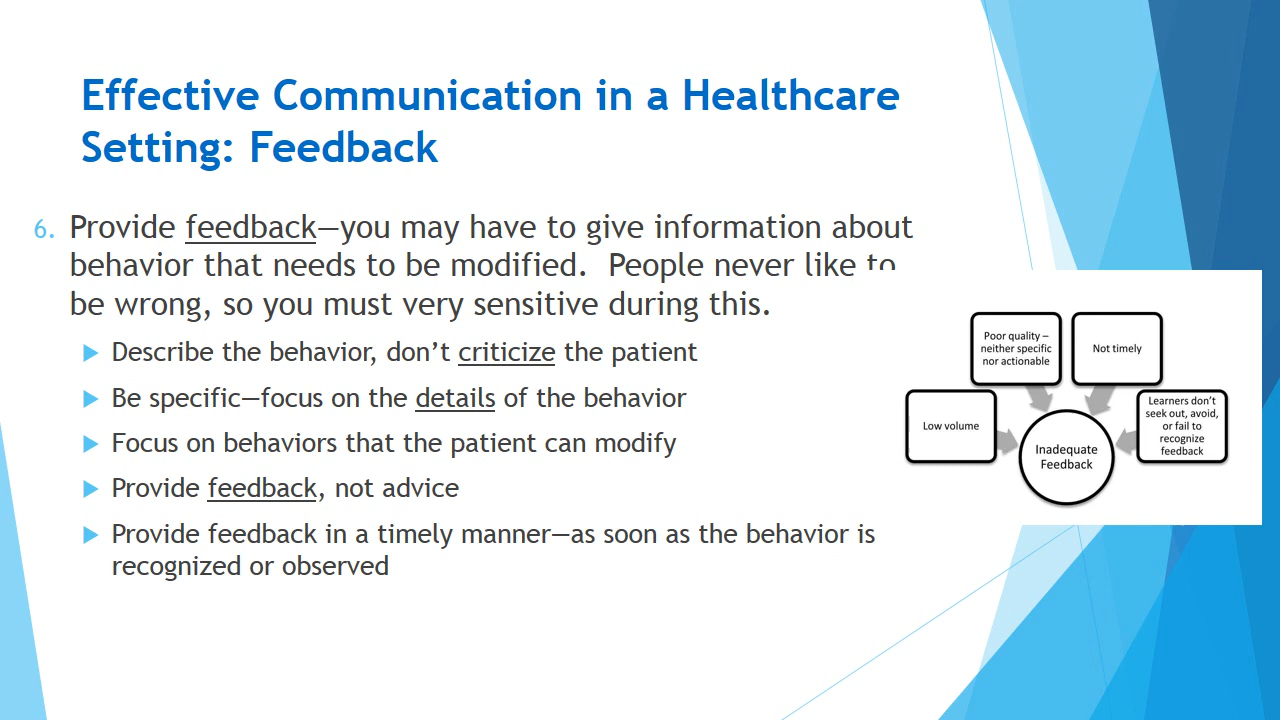 Effective Communication in a Healthcare
Setting: Feedback
6. Provide feedback—you may have to give information about
behavior that needs to be modified.  People never like to
be wrong, so you must very sensitive during this.
Describe the behavior, don’t criticize the patient
Be specific—focus on the details of the behavior
Focus on behaviors that the patient can modify
Provide feedback, not advice
Provide feedback in a timely manner—as soon as the behavior is
recognized or observed
Low volume
Poor quality –
neither specific
nor actionable
Not timely
Learners don’t
seek out, avoid,
or fail to
recognize
feedback
Inadequate
Feedback